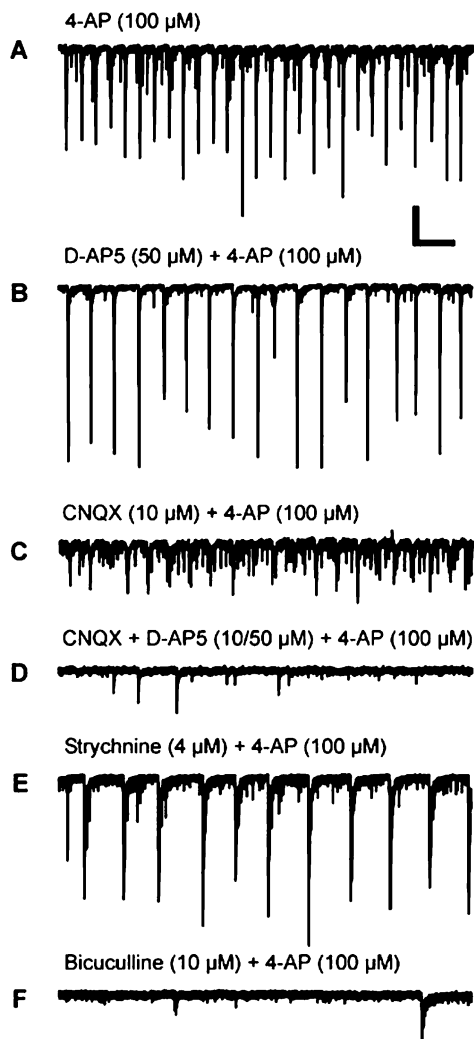 4-AP (100 µM)
A
D-AP5 (50 µM) + 4-AP (100 µM)
B
CNQX (10 µM) + 4-AP (100 µM)
C
CNQX + D-AP5 (10/50 µM) + 4-AP (100 µM)
D
Strychnine (4 µM) + 4-AP (100 µM)
E
Bicuculline (10 µM) + 4-AP (100 µM)
F